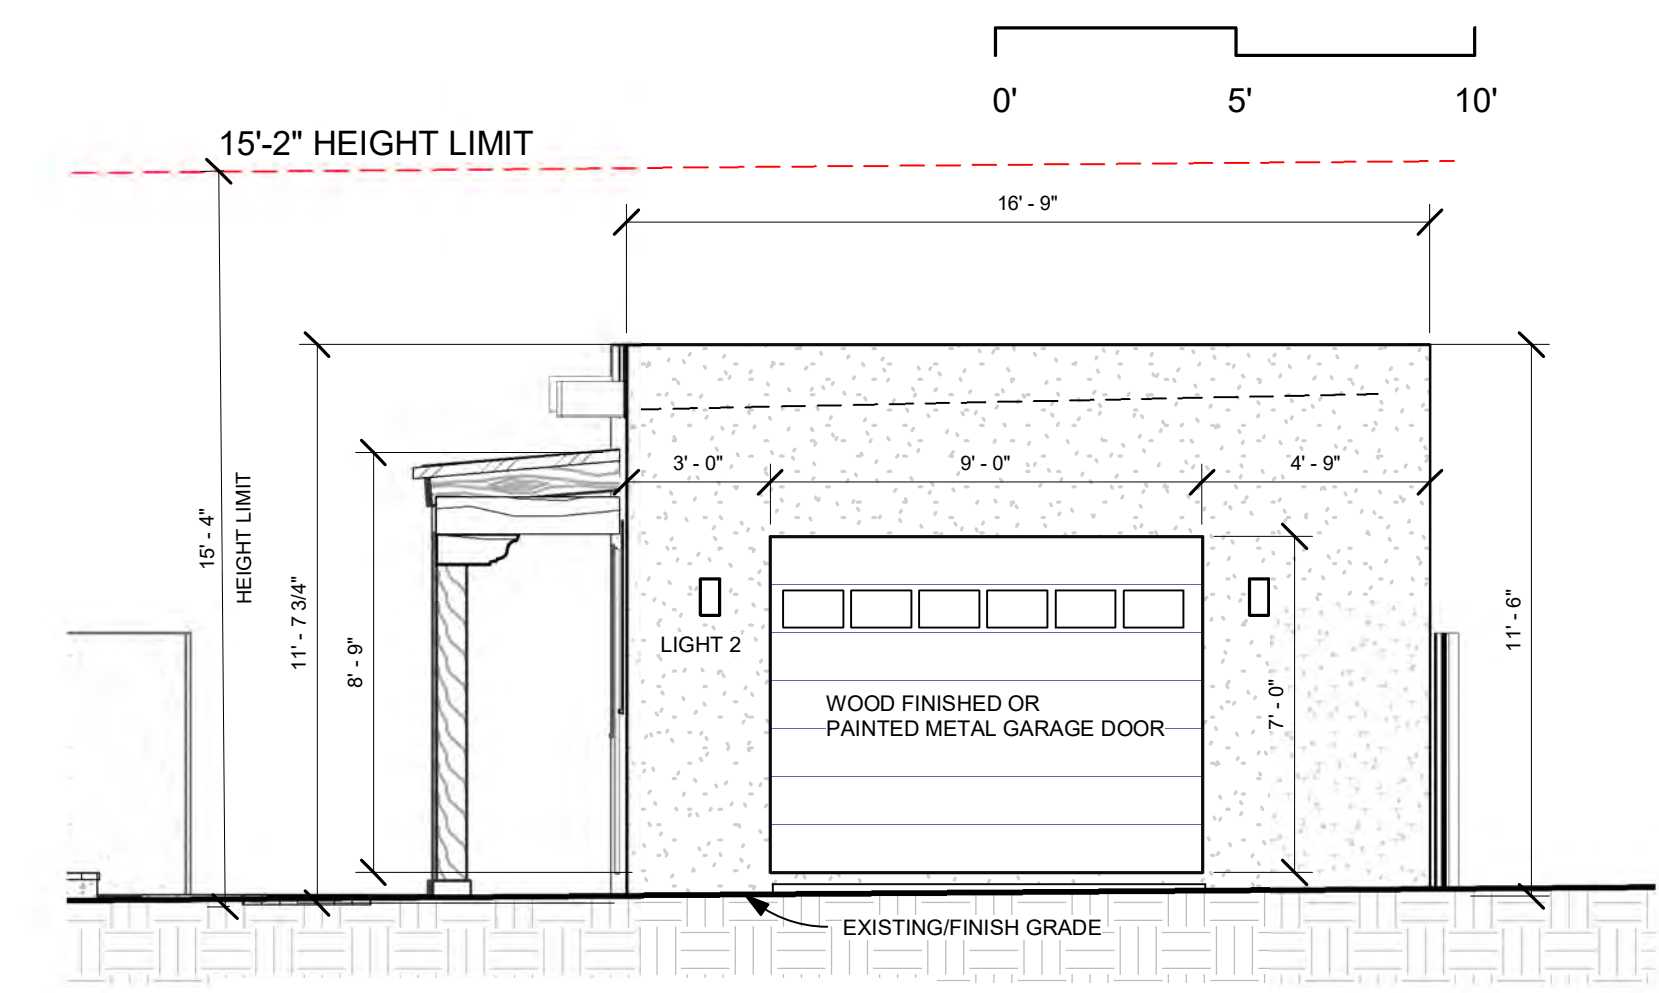 0' 5' 10'
15'-2" HEIGHT LIMIT
16' - 9"
3' - 0" 9' - 0" 4' - 9"
15' - 4"
HEIGHT LIMIT
11' - 7 3/4"
8' - 9"
LIGHT 2
WOOD FINISHED OR
PAINTED METAL GARAGE DOOR
7' - 0"
11' - 6"
EXISTING/FINISH GRADE